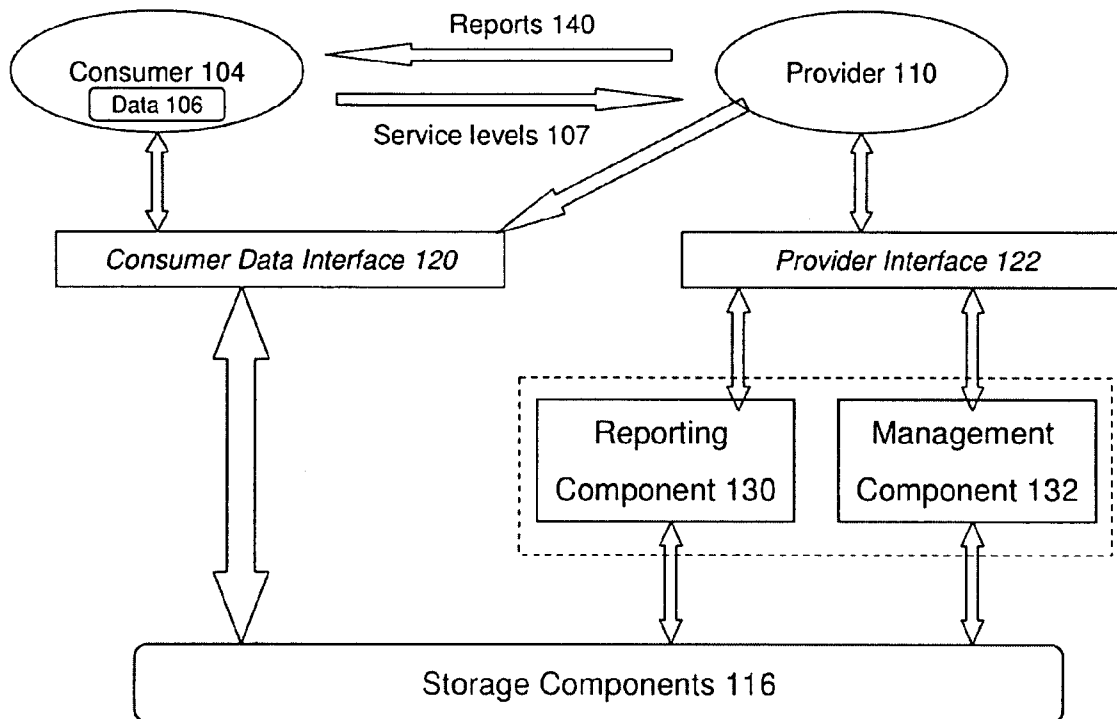 Reports 140
Consumer 104
Data 106
Provider 110
Service levels 107
Consumer Data Interface 120
Provider Interface 122
Reporting
Component 130
Management
Component 132
Storage Components 116